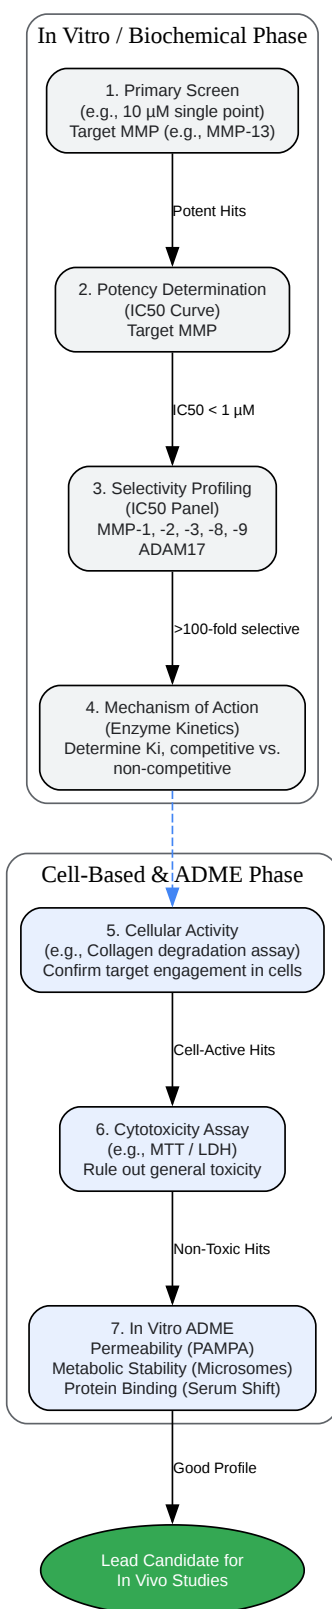 In Vitro / Biochemical Phase
1. Primary Screen
(e.g., 10 µM single point)
Target MMP (e.g., MMP-13)
Potent Hits
2. Potency Determination
(IC50 Curve)
Target MMP
IC50 < 1 µM
3. Selectivity Profiling
(IC50 Panel)
MMP-1, -2, -3, -8, -9
ADAM17
>100-fold selective
4. Mechanism of Action
(Enzyme Kinetics)
Determine Ki, competitive vs.
non-competitive
Cell-Based & ADME Phase
5. Cellular Activity
(e.g., Collagen degradation assay)
Confirm target engagement in cells
Cell-Active Hits
6. Cytotoxicity Assay
(e.g., MTT / LDH)
Rule out general toxicity
Non-Toxic Hits
7. In Vitro ADME
Permeability (PAMPA)
Metabolic Stability (Microsomes)
Protein Binding (Serum Shift)
Good Profile
Lead Candidate for
In Vivo Studies